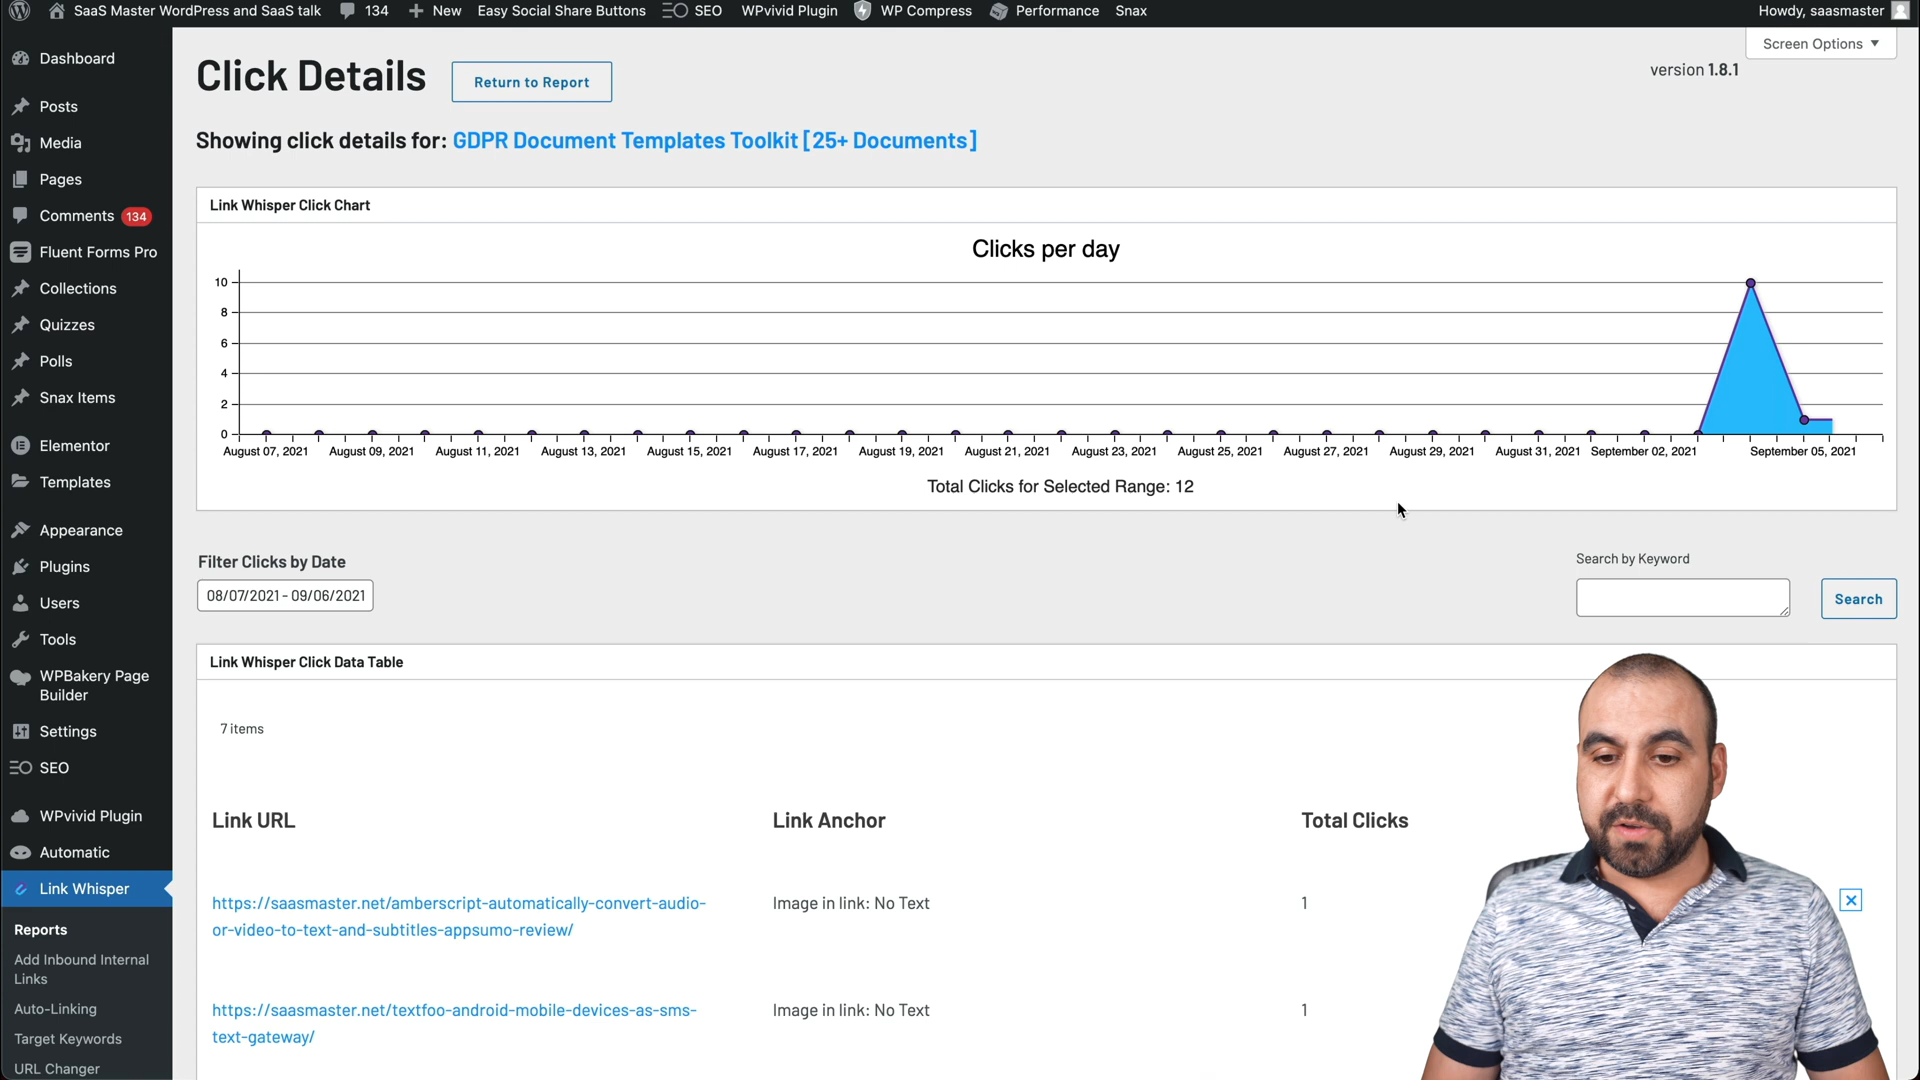 SaaS Master WordPress and SaaS talk 134 New Easy Social Share Buttons SEO WPvivid Plugin WP Compress Performance Snax Howdy, saasmaster
Screen Options
version 1.8.1
Dashboard
Posts
Media
Pages
Comments 134
Fluent Forms Pro
Collections
Quizzes
Polls
Snax Items
Elementor
Templates
Appearance
Plugins
Users
Tools
WPBakery Page
Builder
Settings
SEO
WPvivid Plugin
Automatic
Link Whisper
Reports
Add Inbound Internal
Links
Auto-Linking
Target Keywords
URL Changer
Click Details
Return to Report
Showing click details for: GDPR Document Templates Toolkit [25+ Documents]
Link Whisper Click Chart
Clicks per day
10
8
6
4
2
0
August 07, 2021 August 09, 2021 August 11, 2021 August 13, 2021 August 15, 2021 August 17, 2021 August 19, 2021 August 21, 2021 August 23, 2021 August 25, 2021 August 27, 2021 August 29, 2021 August 31, 2021 September 02, 2021 September 05, 2021
Total Clicks for Selected Range: 12
Filter Clicks by Date
08/07/2021 - 09/06/2021
Search by Keyword
Search
Link Whisper Click Data Table
7 items
Link URL Link Anchor Total Clicks
https://saasmaster.net/amberscript-automatically-convert-audio- Image in link: No Text 1
or-video-to-text-and-subtitles-appsumo-review/
https://saasmaster.net/textfoo-android-mobile-devices-as-sms- Image in link: No Text 1
text-gateway/